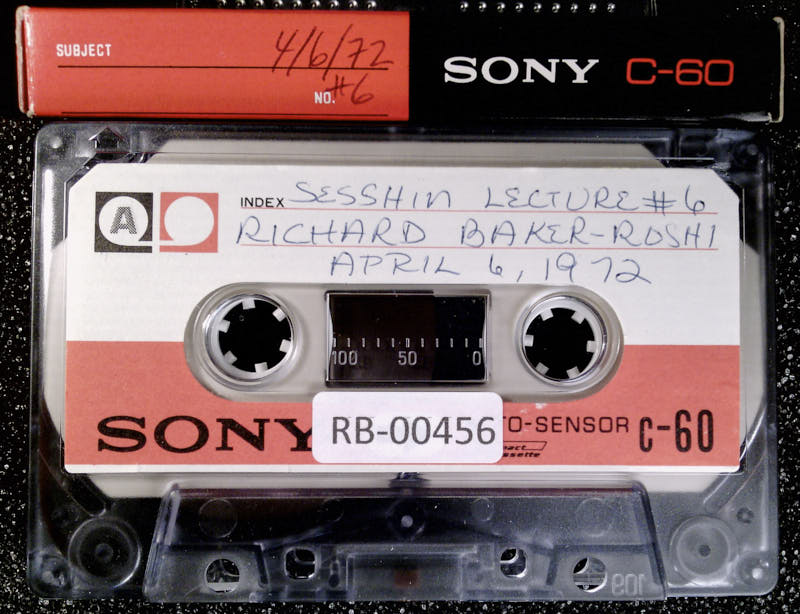 SUBJECT
4/6/72
NO. #6
SONY C-60
A
INDEX SESSHIN LECTURE #6
RICHARD BAKER-ROSHI
APRIL 6, 1972
100 50 0
SONY TO-SENSOR C-60
RB-00456